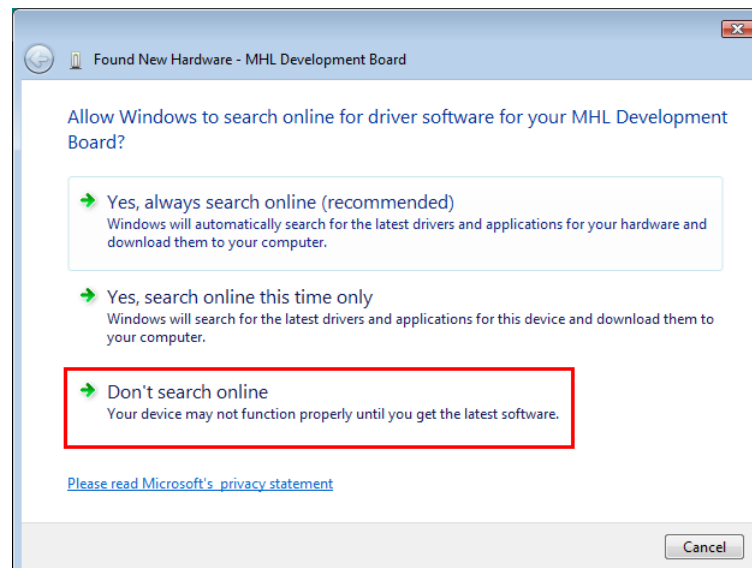 Found New Hardware - MHL Development Board
Allow Windows to search online for driver software for your MHL Development
Board?
Yes, always search online (recommended)
Windows will automatically search for the latest drivers and applications for your hardware and
download them to your computer.
Yes, search online this time only
Windows will search for the latest drivers and applications for this device and download them to
your computer.
Don't search online
Your device may not function properly until you get the latest software.
Please read Microsoft's privacy statement
Cancel